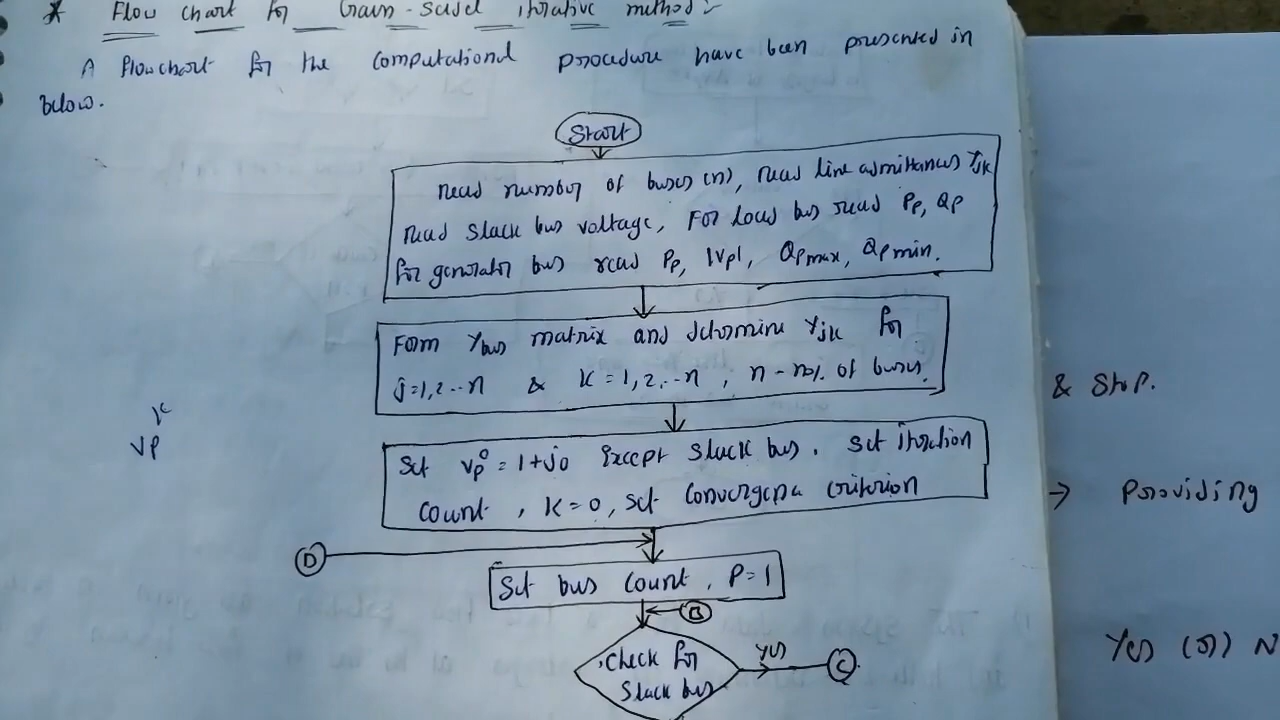 * Flow chart for Gauss-Seidel iterative method :-
A flowchart for the computational procedure have been presented in
below.
Start
read number of buses (n), read line admittances Yjk
read slack bus voltage, For load bus read Pp, Qp
for generator bus read Pp, |Vp|, Qpmax, Qpmin.
Form Ybus matrix and determine Yjk for
j=1,2...n & K=1,2...n, n - no/. of buses.
Set Vp⁰ = 1+j0 Except slack bus. Set iteration
count, K=0, set convergence criterion
D
Set bus count, P=1
B
Check for
Slack bus
yes
C
Vp^K
& Stop.
→ Providing
Yes (or) N